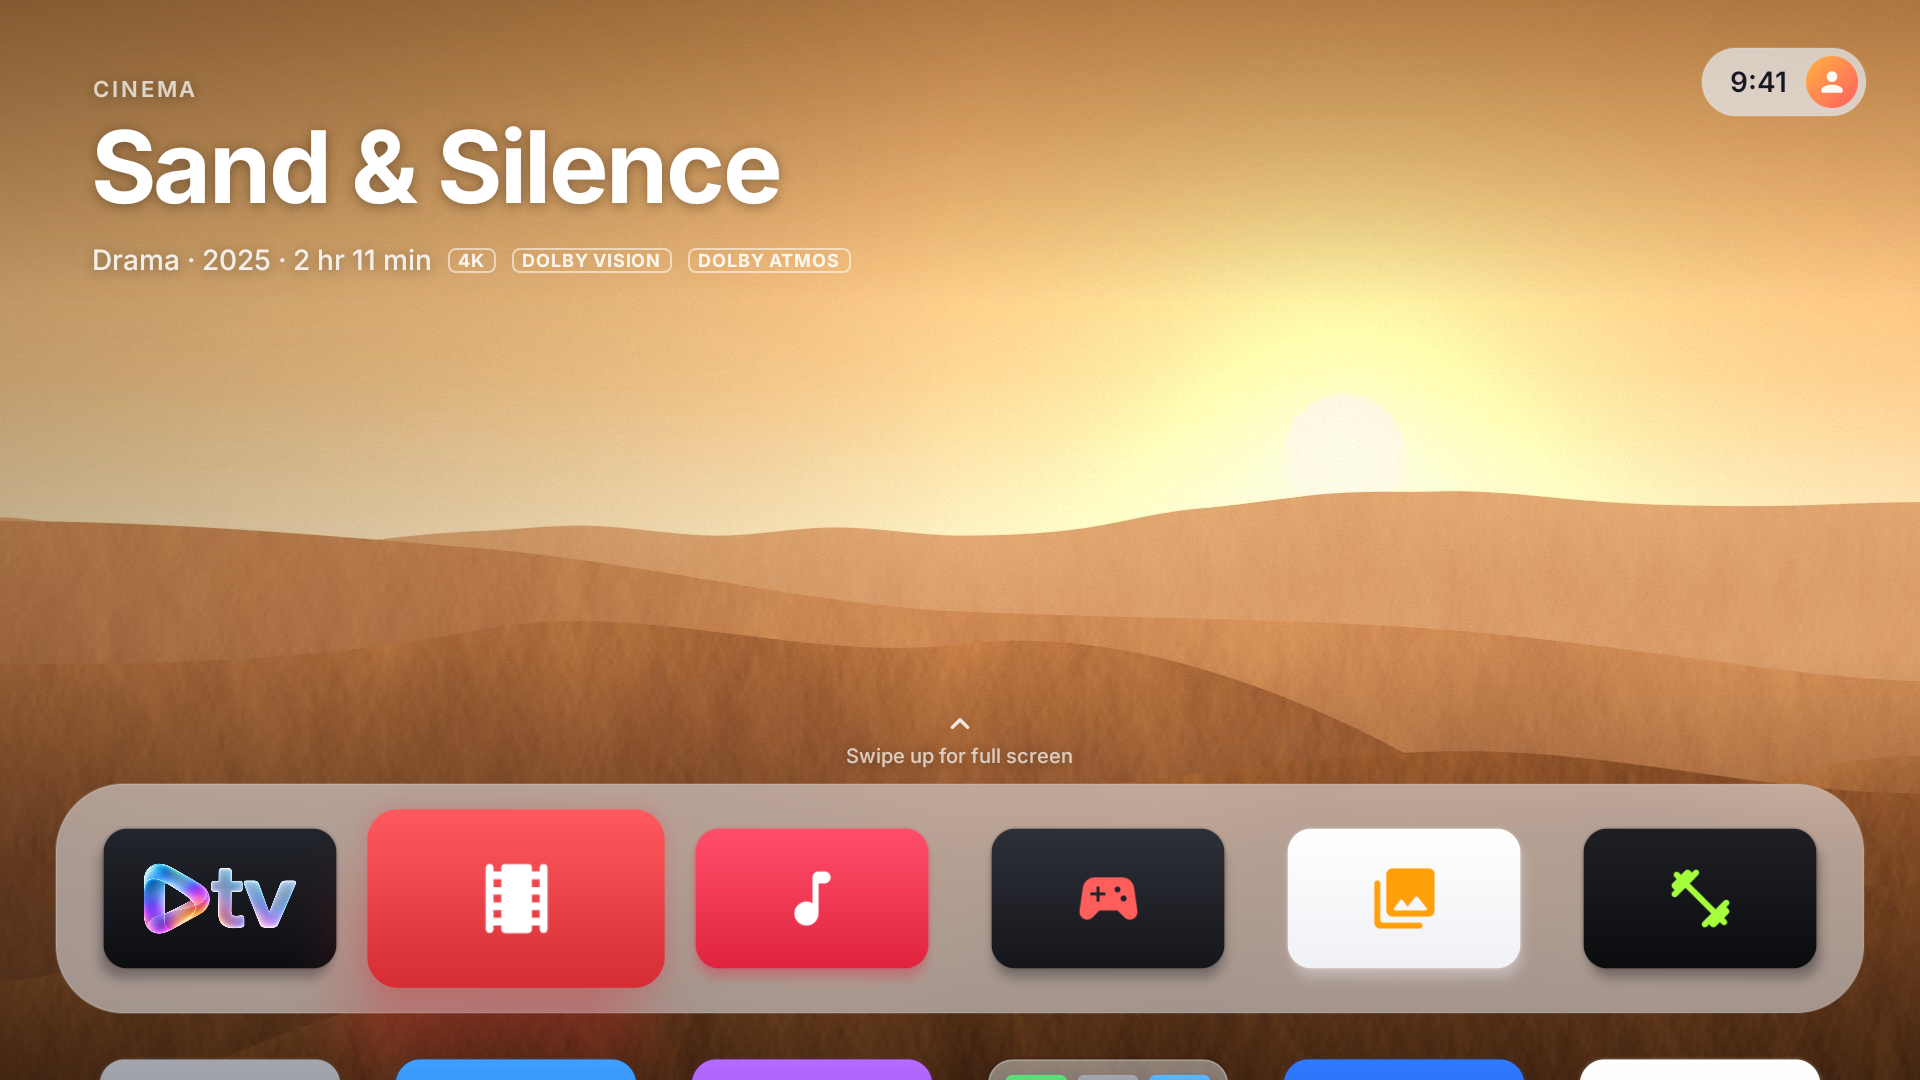 CINEMA
9:41
Sand & Silence
Drama · 2025 · 2 hr 11 min 4K DOLBY VISION DOLBY ATMOS
Swipe up for full screen
tv